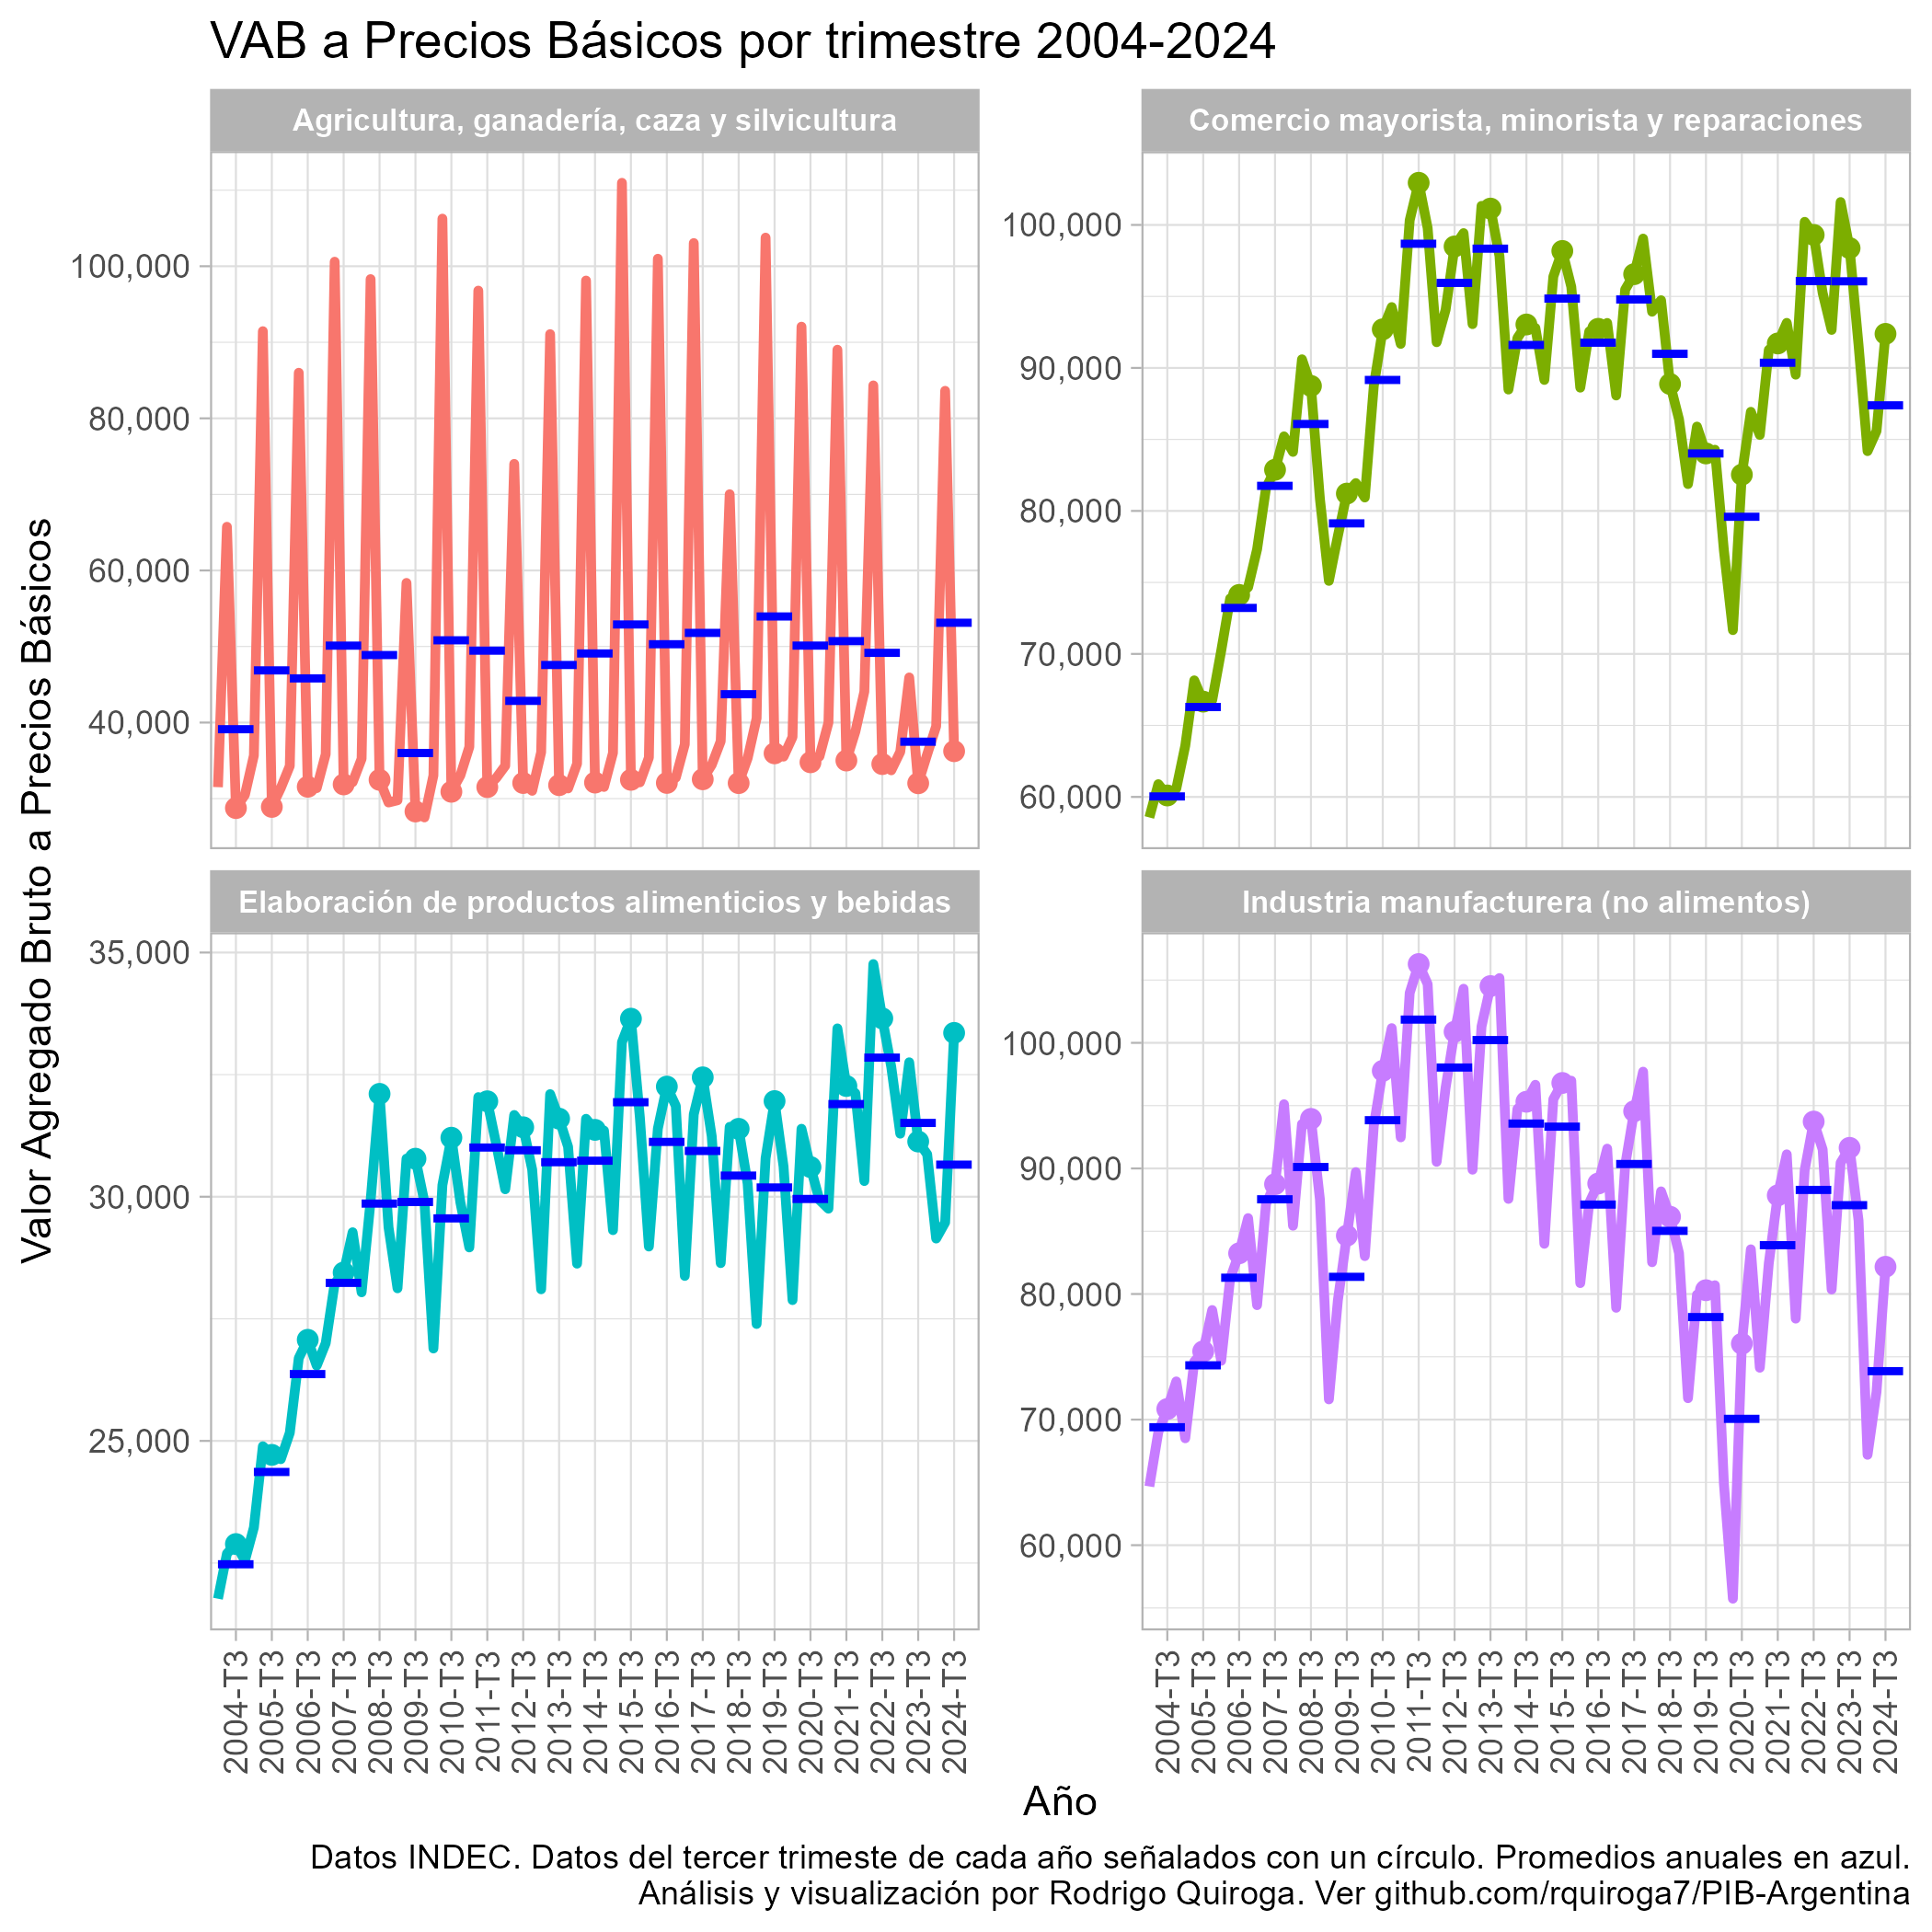 VAB a Precios Básicos por trimestre 2004-2024
Valor Agregado Bruto a Precios Básicos
Agricultura, ganadería, caza y silvicultura
100,000
80,000
60,000
40,000
Comercio mayorista, minorista y reparaciones
100,000
90,000
80,000
70,000
60,000
Elaboración de productos alimenticios y bebidas
35,000
30,000
25,000
2004-T3
2005-T3
2006-T3
2007-T3
2008-T3
2009-T3
2010-T3
2011-T3
2012-T3
2013-T3
2014-T3
2015-T3
2016-T3
2017-T3
2018-T3
2019-T3
2020-T3
2021-T3
2022-T3
2023-T3
2024-T3
Industria manufacturera (no alimentos)
100,000
90,000
80,000
70,000
60,000
2004-T3
2005-T3
2006-T3
2007-T3
2008-T3
2009-T3
2010-T3
2011-T3
2012-T3
2013-T3
2014-T3
2015-T3
2016-T3
2017-T3
2018-T3
2019-T3
2020-T3
2021-T3
2022-T3
2023-T3
2024-T3
Año
Datos INDEC. Datos del tercer trimeste de cada año señalados con un círculo. Promedios anuales en azul.
Análisis y visualización por Rodrigo Quiroga. Ver github.com/rquiroga7/PIB-Argentina